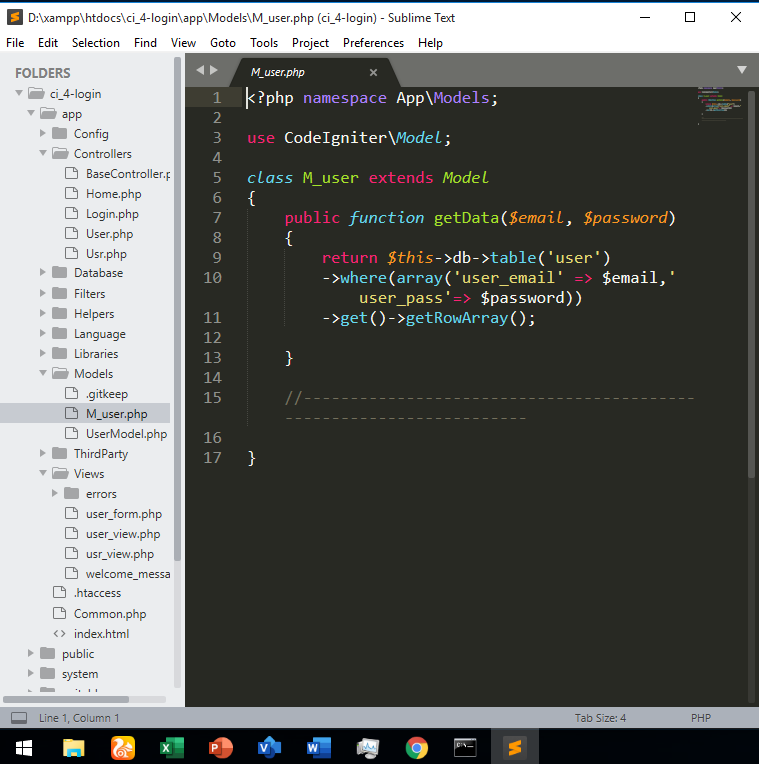 D:\xampp\htdocs\ci_4-login\app\Models\M_user.php (ci_4-login) - Sublime Text
File Edit Selection Find View Goto Tools Project Preferences Help
FOLDERS
ci_4-login
app
Config
Controllers
BaseController.p
Home.php
Login.php
User.php
Usr.php
Database
Filters
Helpers
Language
Libraries
Models
.gitkeep
M_user.php
UserModel.php
ThirdParty
Views
errors
user_form.php
user_view.php
usr_view.php
welcome_messa
.htaccess
Common.php
<> index.html
public
system
M_user.php ×
1 <?php namespace App\Models;
2
3 use CodeIgniter\Model;
4
5 class M_user extends Model
6 {
7 public function getData($email, $password)
8 {
9 return $this->db->table('user')
10 ->where(array('user_email' => $email,'
user_pass'=> $password))
11 ->get()->getRowArray();
12
13 }
14
15 //------------------------------------------
--------------------------
16
17 }
Line 1, Column 1 Tab Size: 4 PHP